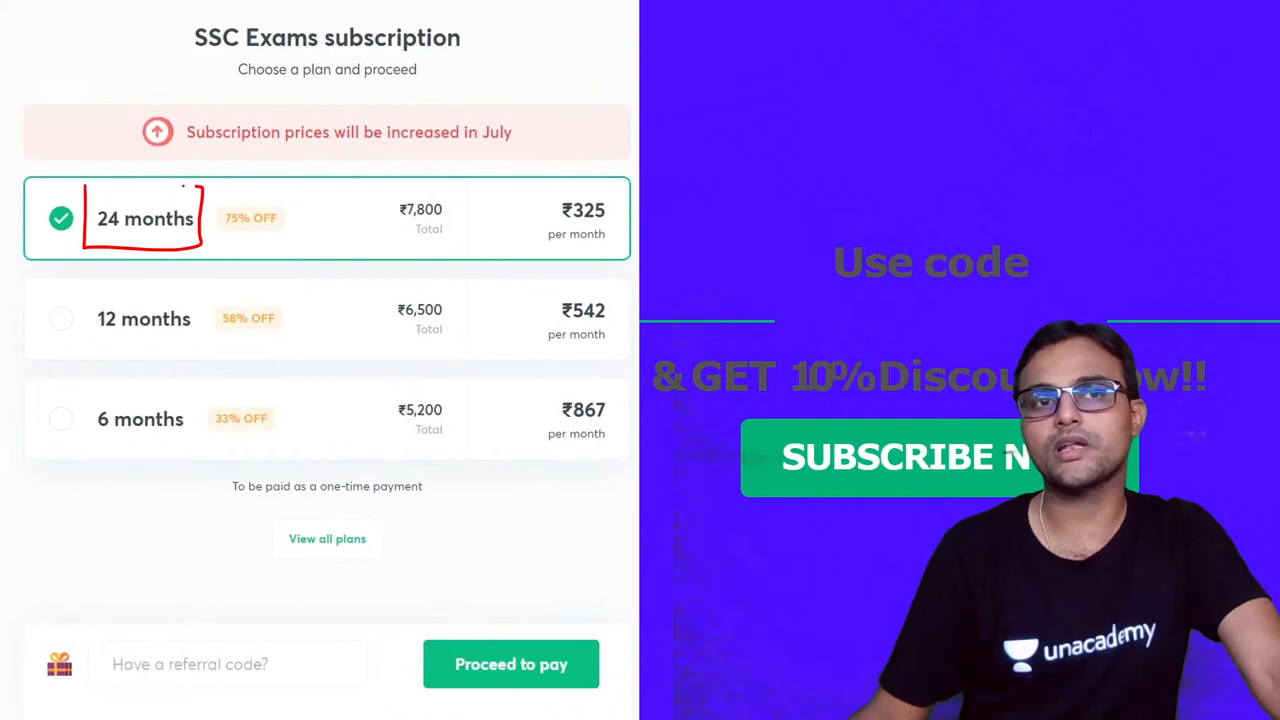 SSC Exams subscription
Choose a plan and proceed
Subscription prices will be increased in July
24 months 75% OFF ₹7,800 Total ₹325 per month
12 months 58% OFF ₹6,500 Total ₹542 per month
6 months 33% OFF ₹5,200 Total ₹867 per month
To be paid as a one-time payment
View all plans
Have a referral code?
Proceed to pay
Use code
& GET 10% Discou w!!
SUBSCRIBE N
unacademy